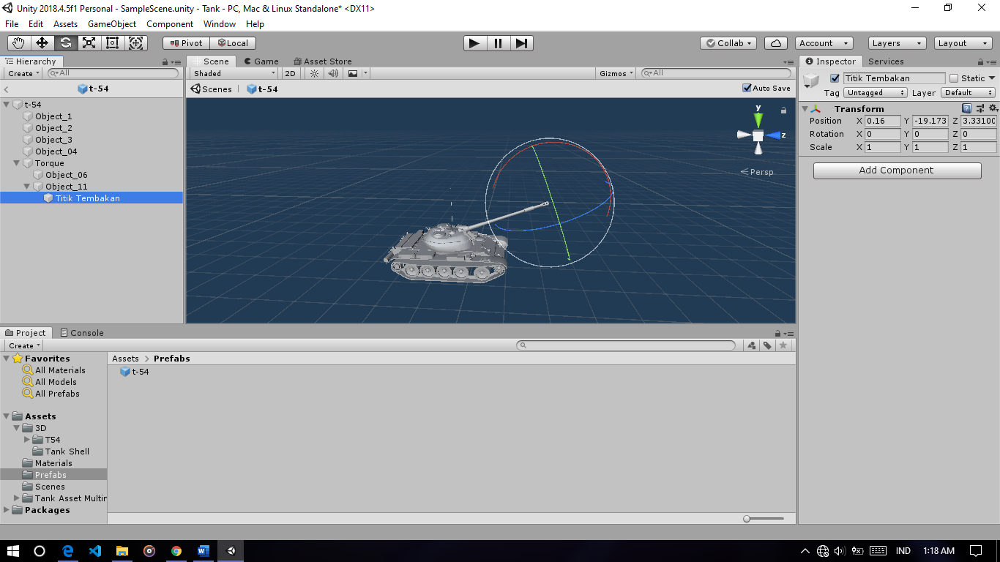 Unity 2018.4.5f1 Personal - SampleScene.unity - Tank - PC, Mac & Linux Standalone* <DX11>
File Edit Assets GameObject Component Window Help
Pivot Local Collab Account Layers Layout
Hierarchy Scene Game Asset Store Inspector Services
Create All Shaded 2D Gizmos All Titik Tembakan Static
t-54 Scenes t-54 Auto Save Tag Untagged Layer Default
t-54 y Transform
Object_1 Position X 0.16 Y -19.173 Z 3.33100
Object_2 z Rotation X 0 Y 0 Z 0
Object_3 Scale X 1 Y 1 Z 1
Object_04
Torque Persp Add Component
Object_06
Object_11
Titik Tembakan
Project Console
Create
Favorites Assets > Prefabs
All Materials t-54
All Models
All Prefabs
Assets
3D
T54
Tank Shell
Materials
Prefabs
Scenes
Tank Asset Multin
Packages
IND 1:18 AM